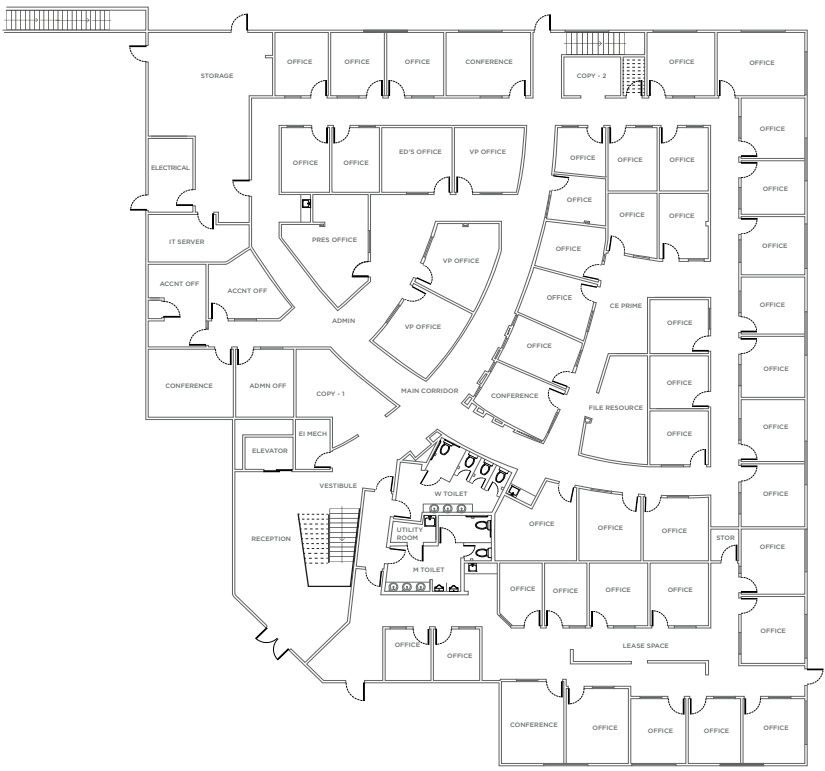 OFFICE
OFFICE
OFFICE
CONFERENCE
OFFICE
OFFICE
STORAGE
COPY - 2
OFFICE
ED'S OFFICE
VP OFFICE
OFFICE
OFFICE
OFFICE
OFFICE
OFFICE
OFFICE
ELECTRICAL
OFFICE
OFFICE
OFFICE
OFFICE
IT SERVER
PRES OFFICE
OFFICE
OFFICE
VP OFFICE
ACCNT OFF
ACCNT OFF
OFFICE
CE PRIME
OFFICE
ADMIN
VP OFFICE
OFFICE
OFFICE
OFFICE
CONFERENCE
ADMN OFF
COPY - 1
MAIN CORRIDOR
CONFERENCE
OFFICE
FILE RESOURCE
OFFICE
EI MECH
OFFICE
ELEVATOR
VESTIBULE
W TOILET
OFFICE
RECEPTION
UTILITY
ROOM
OFFICE
OFFICE
OFFICE
STOR
OFFICE
M TOILET
OFFICE
OFFICE
OFFICE
OFFICE
OFFICE
OFFICE
OFFICE
LEASE SPACE
CONFERENCE
OFFICE
OFFICE
OFFICE
OFFICE